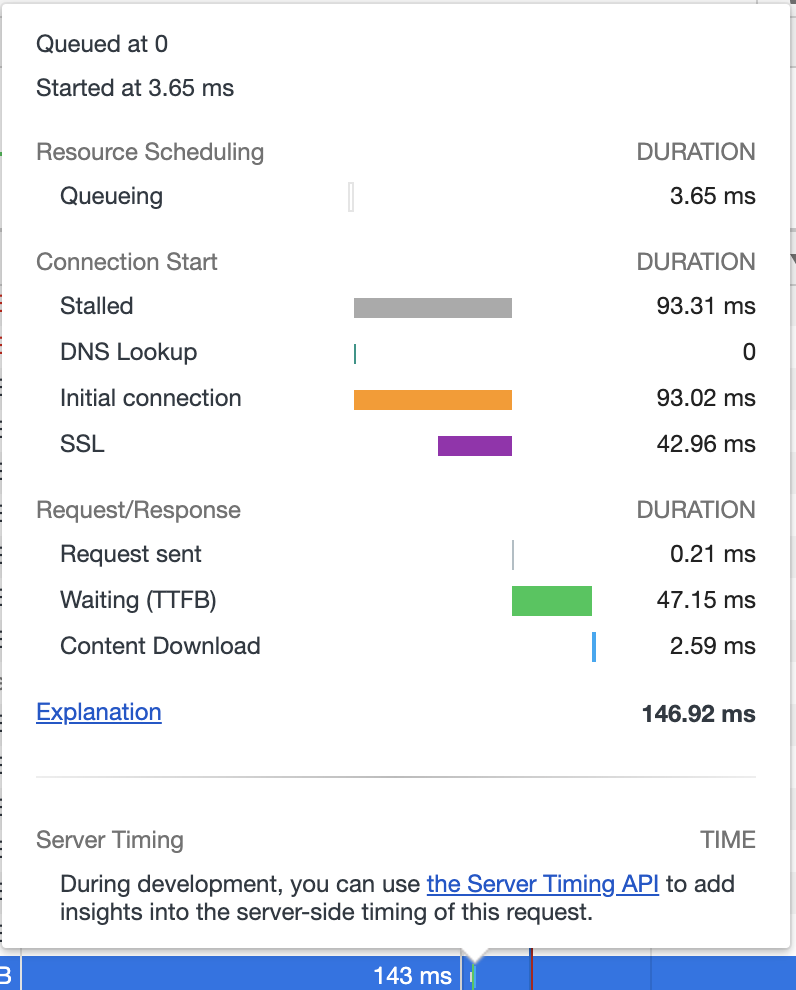 Queued at 0
Started at 3.65 ms
Resource Scheduling DURATION
Queueing 3.65 ms
Connection Start DURATION
Stalled 93.31 ms
DNS Lookup 0
Initial connection 93.02 ms
SSL 42.96 ms
Request/Response DURATION
Request sent 0.21 ms
Waiting (TTFB) 47.15 ms
Content Download 2.59 ms
Explanation 146.92 ms
Server Timing TIME
During development, you can use the Server Timing API to add
insights into the server-side timing of this request.
B 143 ms